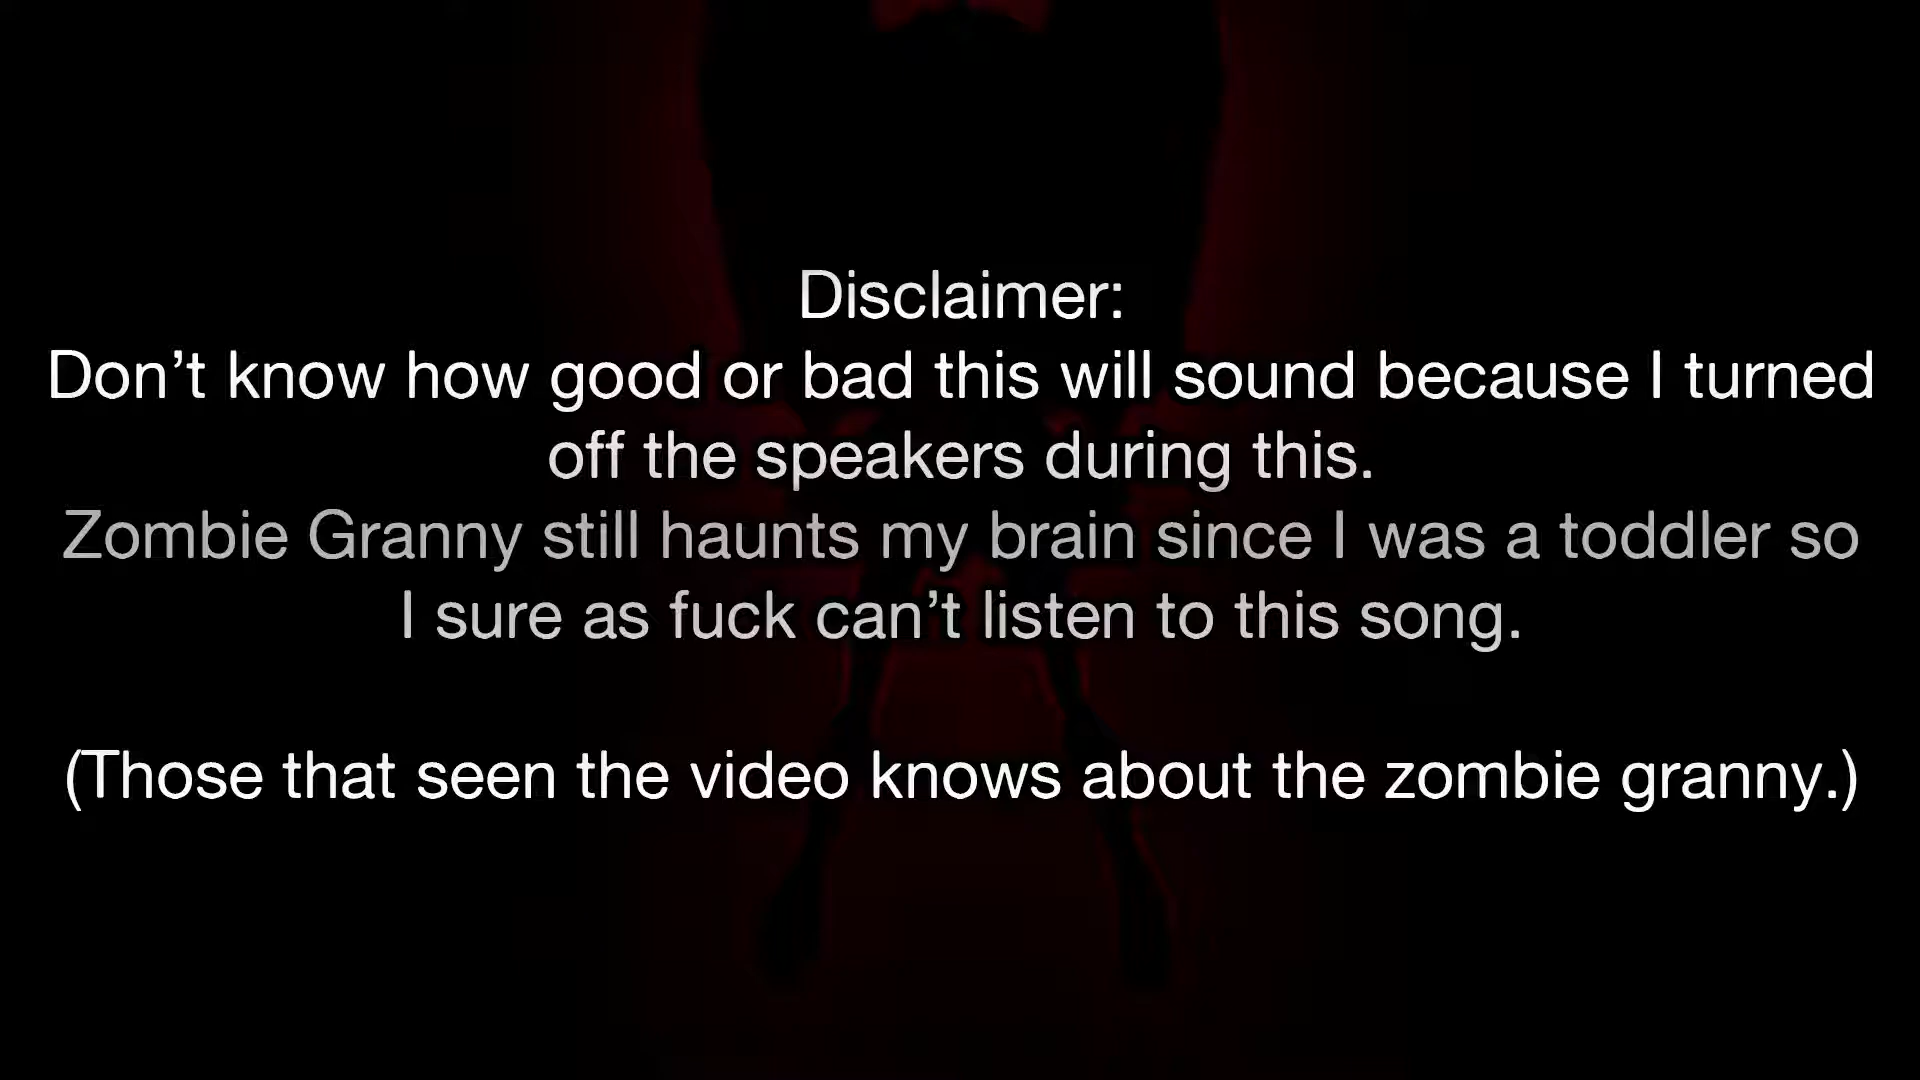 Disclaimer:
Don’t know how good or bad this will sound because I turned
off the speakers during this.
Zombie Granny still haunts my brain since I was a toddler so
I sure as fuck can’t listen to this song.
(Those that seen the video knows about the zombie granny.)